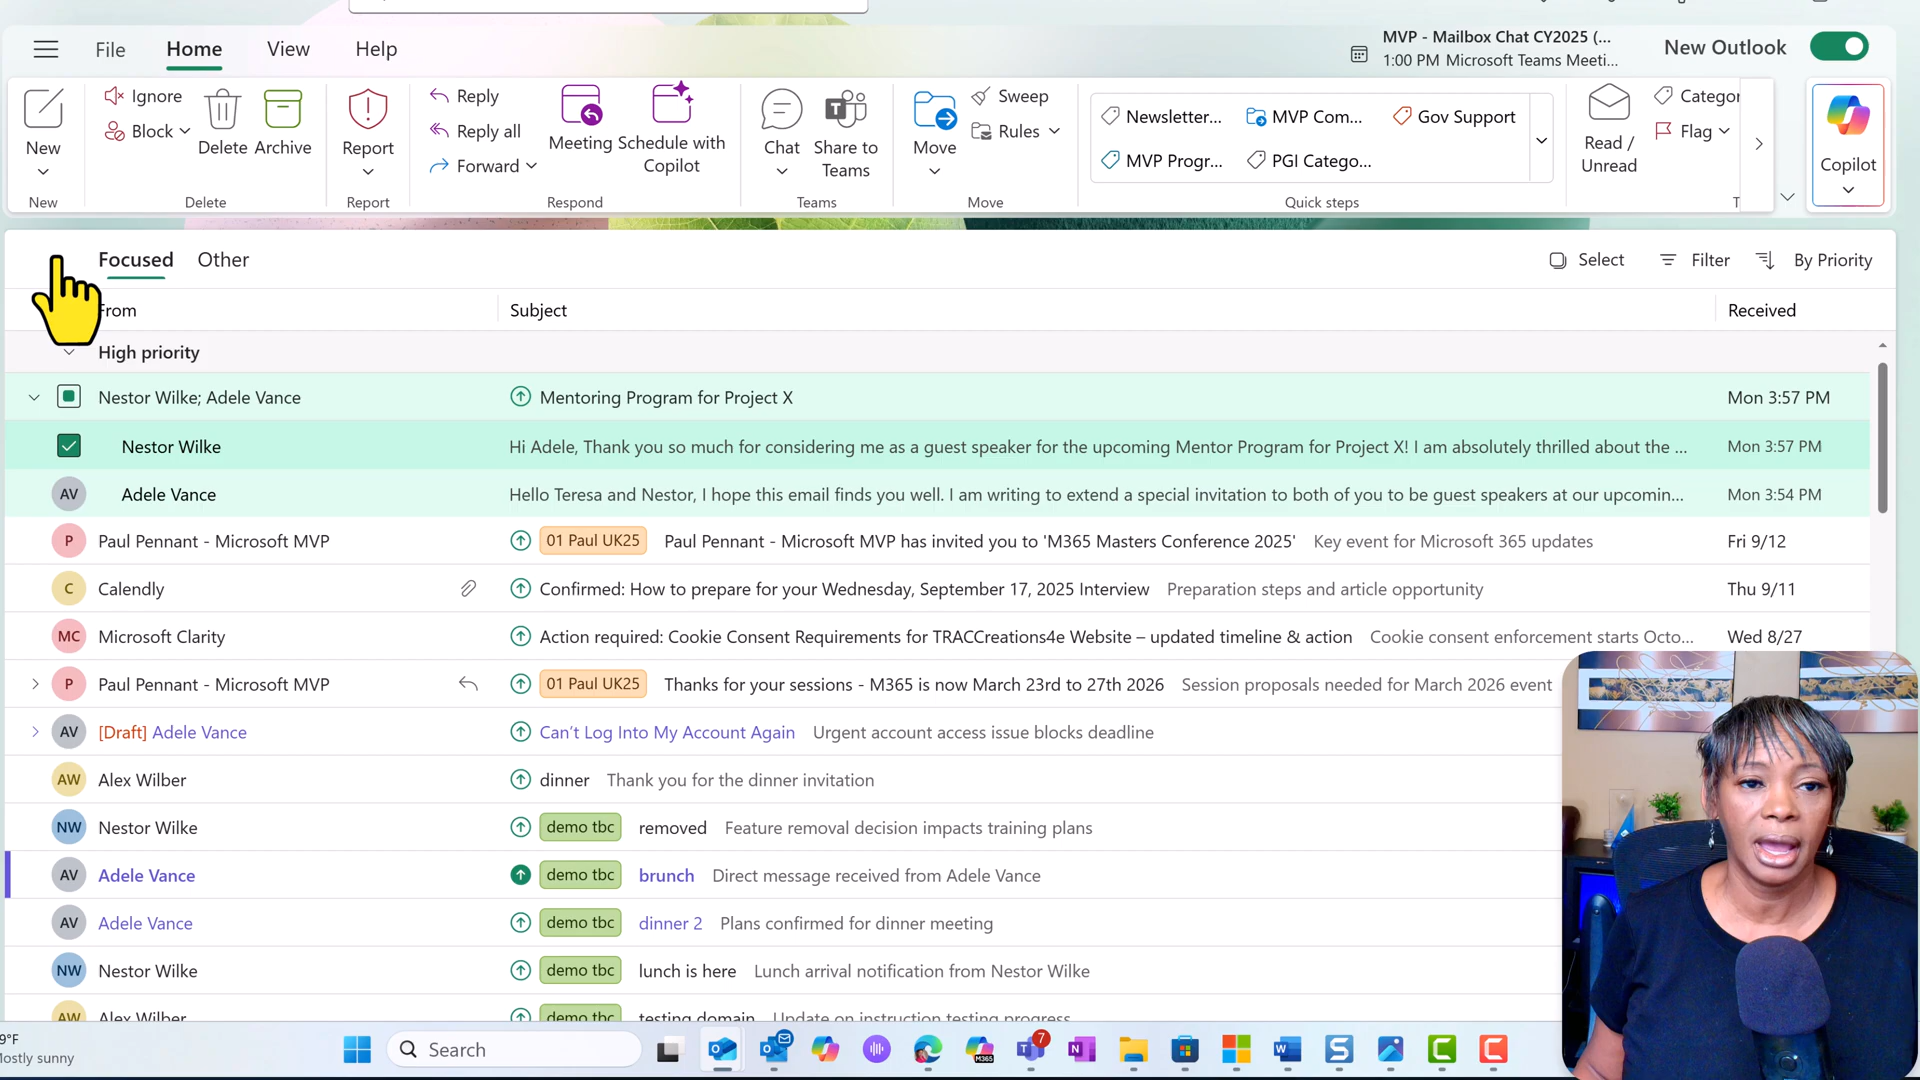 File Home View Help
MVP - Mailbox Chat CY2025 (...
1:00 PM Microsoft Teams Meeti...
New Outlook
Ignore
Reply
Sweep
Newsletter... MVP Com... Gov Support
Categor
Block
Reply all
Rules
Flag
New
Delete Archive
Report
Forward
Meeting Schedule with Copilot
Chat
Share to Teams
Move
MVP Progr... PGI Catego...
Read / Unread
Copilot
New
Delete
Report
Respond
Teams
Move
Quick steps
T
Focused Other
Select Filter By Priority
From Subject Received
High priority
Nestor Wilke; Adele Vance Mentoring Program for Project X Mon 3:57 PM
Nestor Wilke Hi Adele, Thank you so much for considering me as a guest speaker for the upcoming Mentor Program for Project X! I am absolutely thrilled about the ... Mon 3:57 PM
AV Adele Vance Hello Teresa and Nestor, I hope this email finds you well. I am writing to extend a special invitation to both of you to be guest speakers at our upcomin... Mon 3:54 PM
P Paul Pennant - Microsoft MVP 01 Paul UK25 Paul Pennant - Microsoft MVP has invited you to 'M365 Masters Conference 2025' Key event for Microsoft 365 updates Fri 9/12
C Calendly Confirmed: How to prepare for your Wednesday, September 17, 2025 Interview Preparation steps and article opportunity Thu 9/11
MC Microsoft Clarity Action required: Cookie Consent Requirements for TRACCreations4e Website – updated timeline & action Cookie consent enforcement starts Octo... Wed 8/27
P Paul Pennant - Microsoft MVP 01 Paul UK25 Thanks for your sessions - M365 is now March 23rd to 27th 2026 Session proposals needed for March 2026 event
AV [Draft] Adele Vance Can't Log Into My Account Again Urgent account access issue blocks deadline
AW Alex Wilber dinner Thank you for the dinner invitation
NW Nestor Wilke demo tbc removed Feature removal decision impacts training plans
AV Adele Vance demo tbc brunch Direct message received from Adele Vance
AV Adele Vance demo tbc dinner 2 Plans confirmed for dinner meeting
NW Nestor Wilke demo tbc lunch is here Lunch arrival notification from Nestor Wilke
AW Alex Wilber demo tbc testing domain Update on instruction testing progress
9°F
Mostly sunny
Search
M365
7